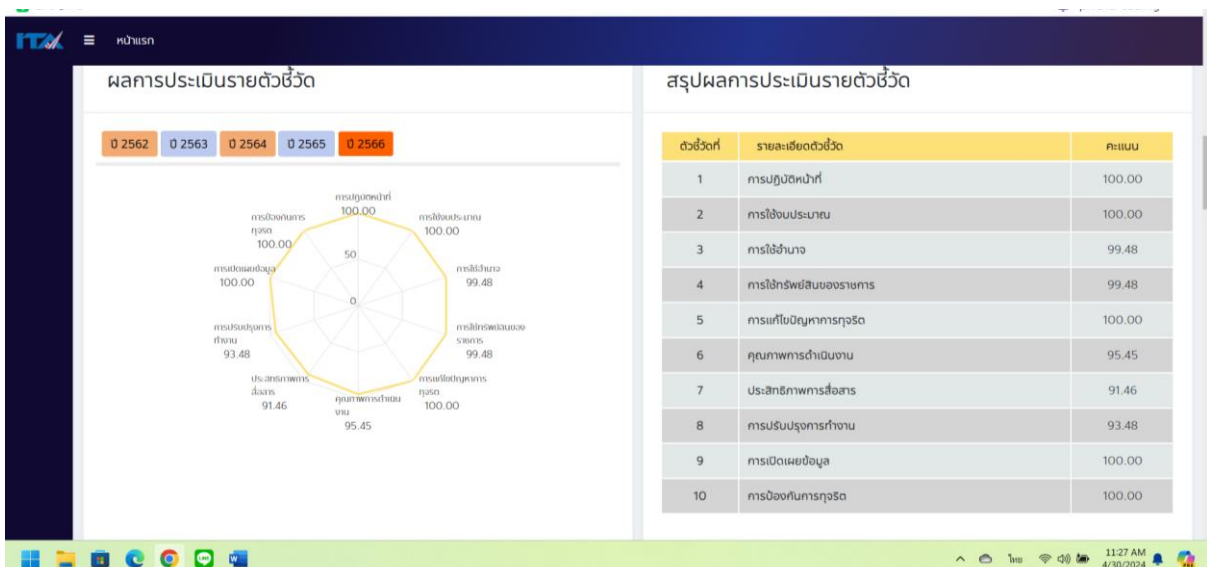 ITA
หน้าแรก
ผลการประเมินรายตัวชี้วัด
ปี 2562 ปี 2563 ปี 2564 ปี 2565 ปี 2566
การปฏิบัติหน้าที่
100.00
การใช้งบประมาณ
100.00
การใช้อำนาจ
99.48
การใช้ทรัพย์สินของ
ราชการ
99.48
การแก้ไขปัญหาการ
ทุจริต
100.00
คุณภาพการดำเนิน
งาน
95.45
ประสิทธิภาพการ
สื่อสาร
91.46
การปรับปรุงการ
ทำงาน
93.48
การเปิดเผยข้อมูล
100.00
การป้องกันการ
ทุจริต
100.00
50
0
สรุปผลการประเมินรายตัวชี้วัด
ตัวชี้วัดที่ รายละเอียดตัวชี้วัด คะแนน
1 การปฏิบัติหน้าที่ 100.00
2 การใช้งบประมาณ 100.00
3 การใช้อำนาจ 99.48
4 การใช้ทรัพย์สินของราชการ 99.48
5 การแก้ไขปัญหาการทุจริต 100.00
6 คุณภาพการดำเนินงาน 95.45
7 ประสิทธิภาพการสื่อสาร 91.46
8 การปรับปรุงการทำงาน 93.48
9 การเปิดเผยข้อมูล 100.00
10 การป้องกันการทุจริต 100.00
ไทย
11:27 AM
4/30/2024